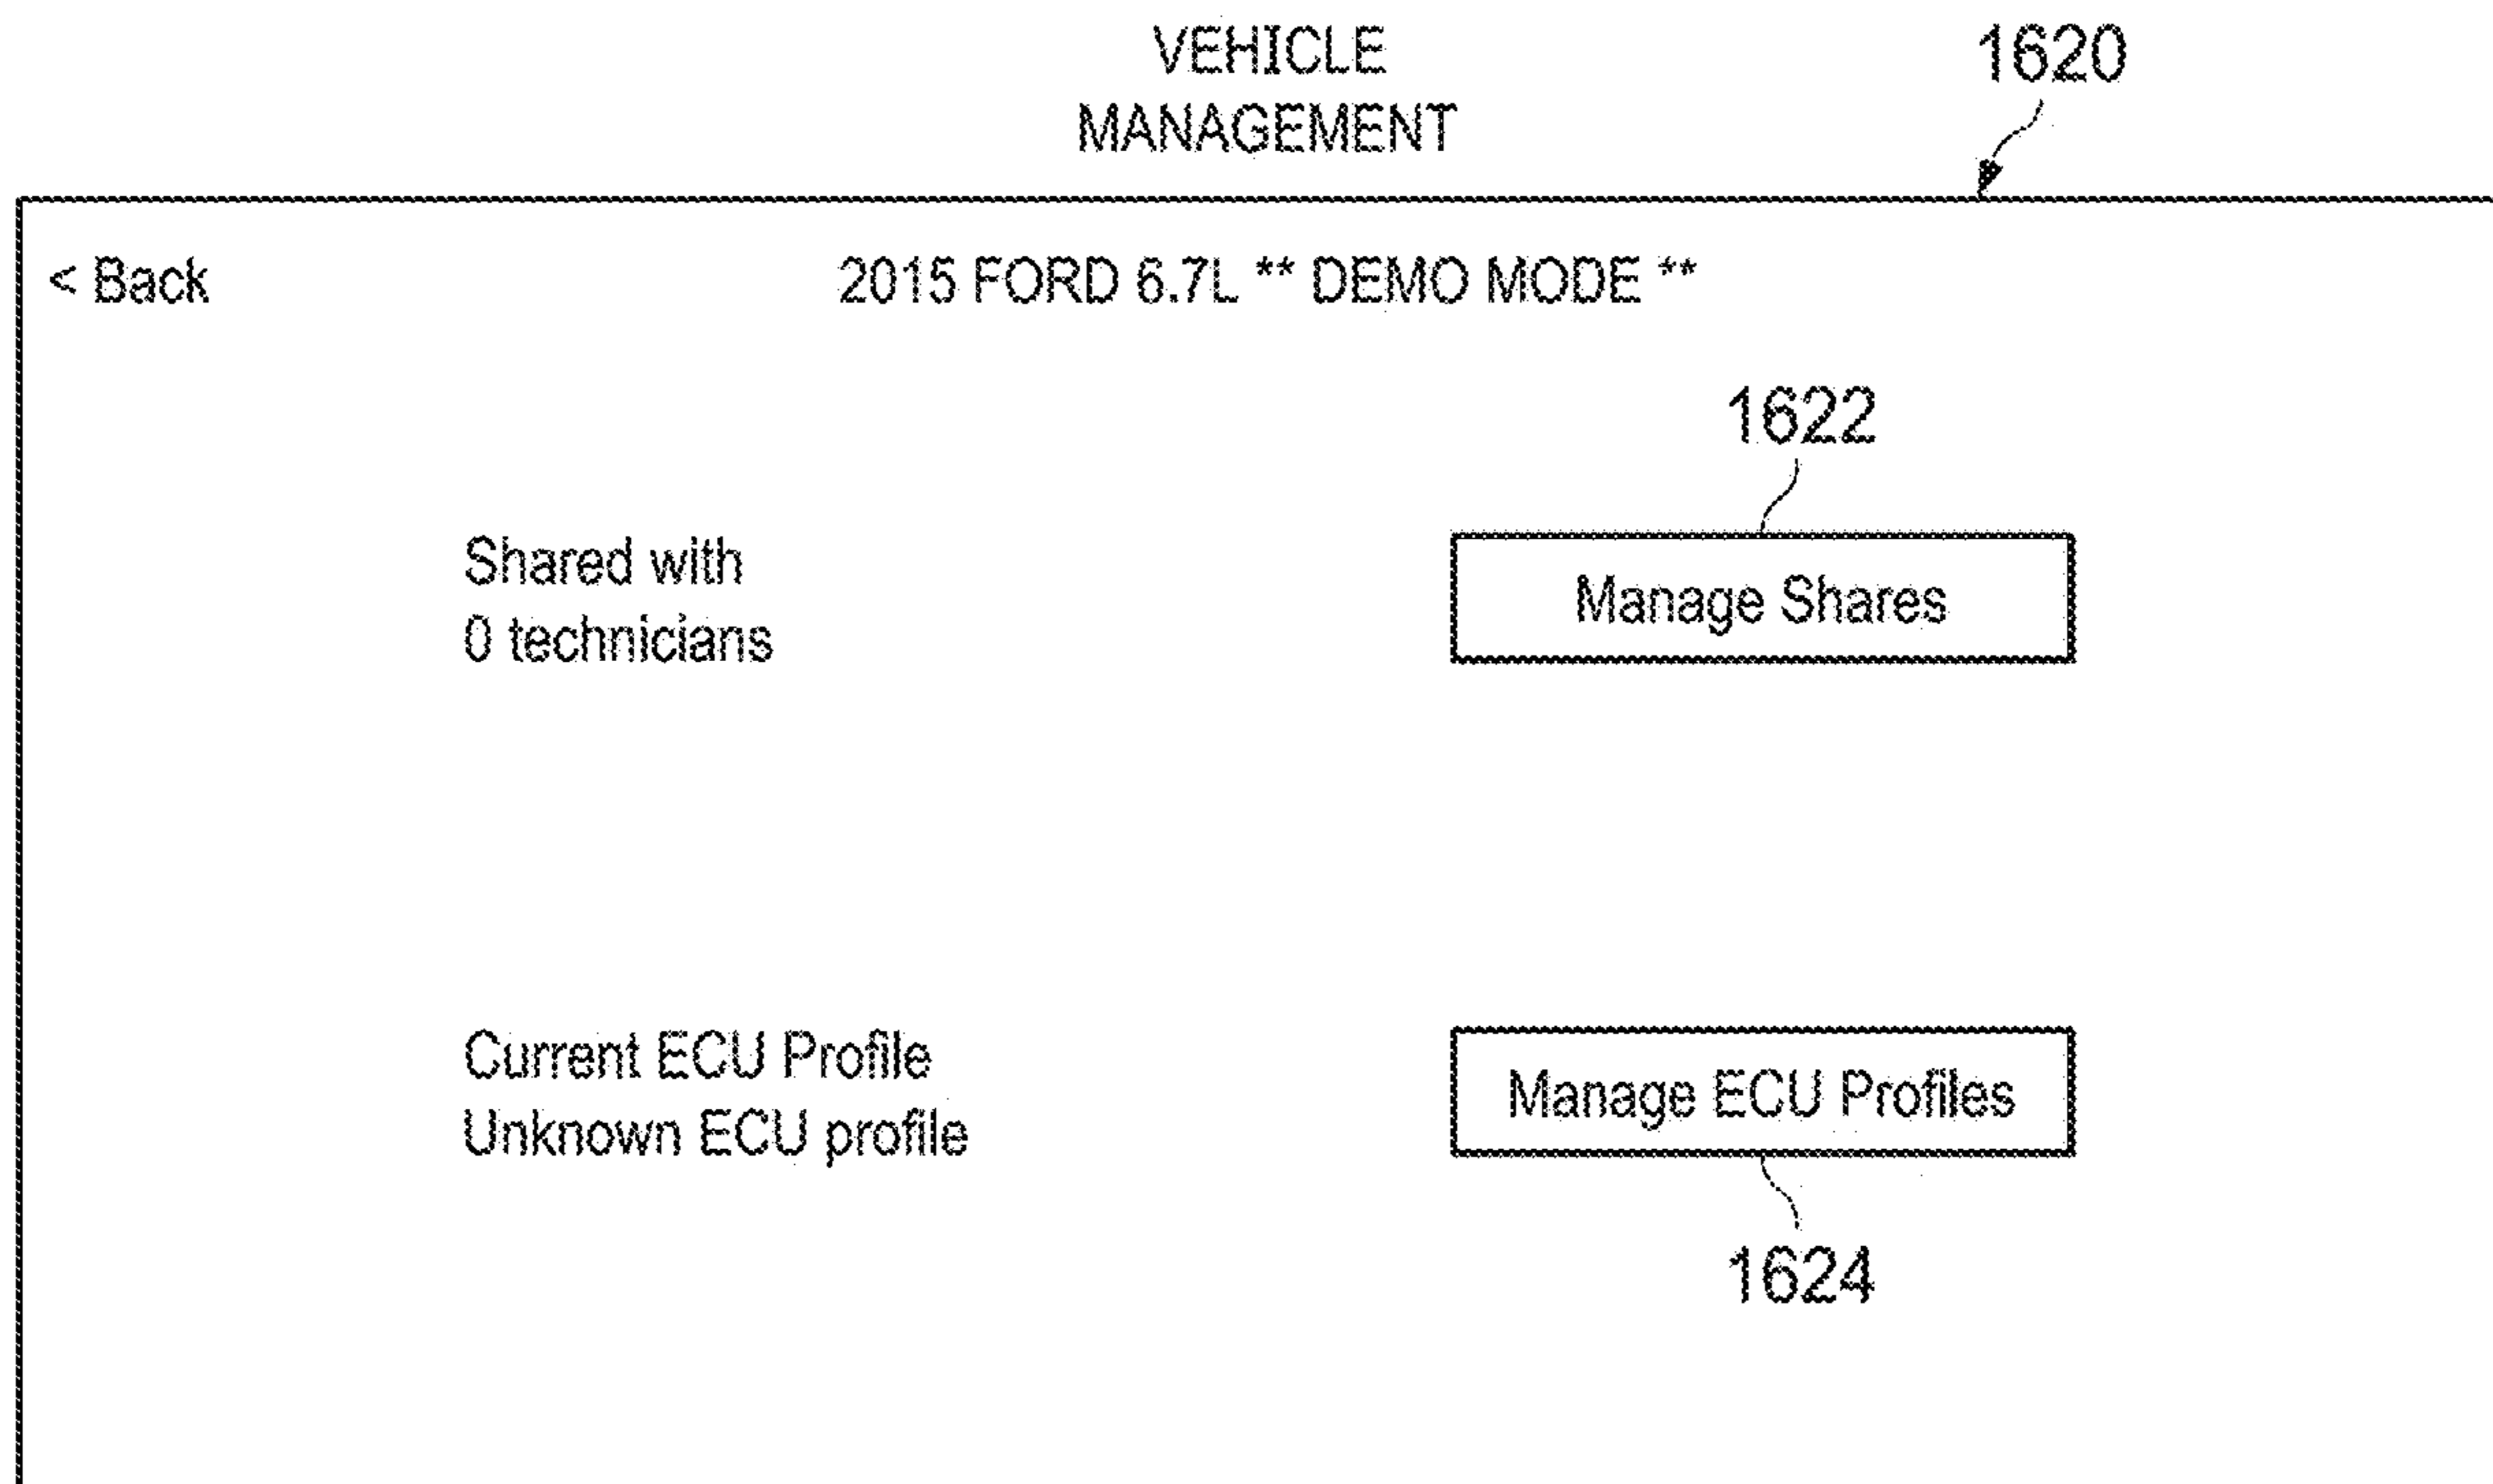 VEHICLE
MANAGEMENT
1620
< Back
2015 FORD 6.7L ** DEMO MODE **
1622
Shared with
0 technicians
Manage Shares
Current ECU Profile
Unknown ECU profile
Manage ECU Profiles
1624